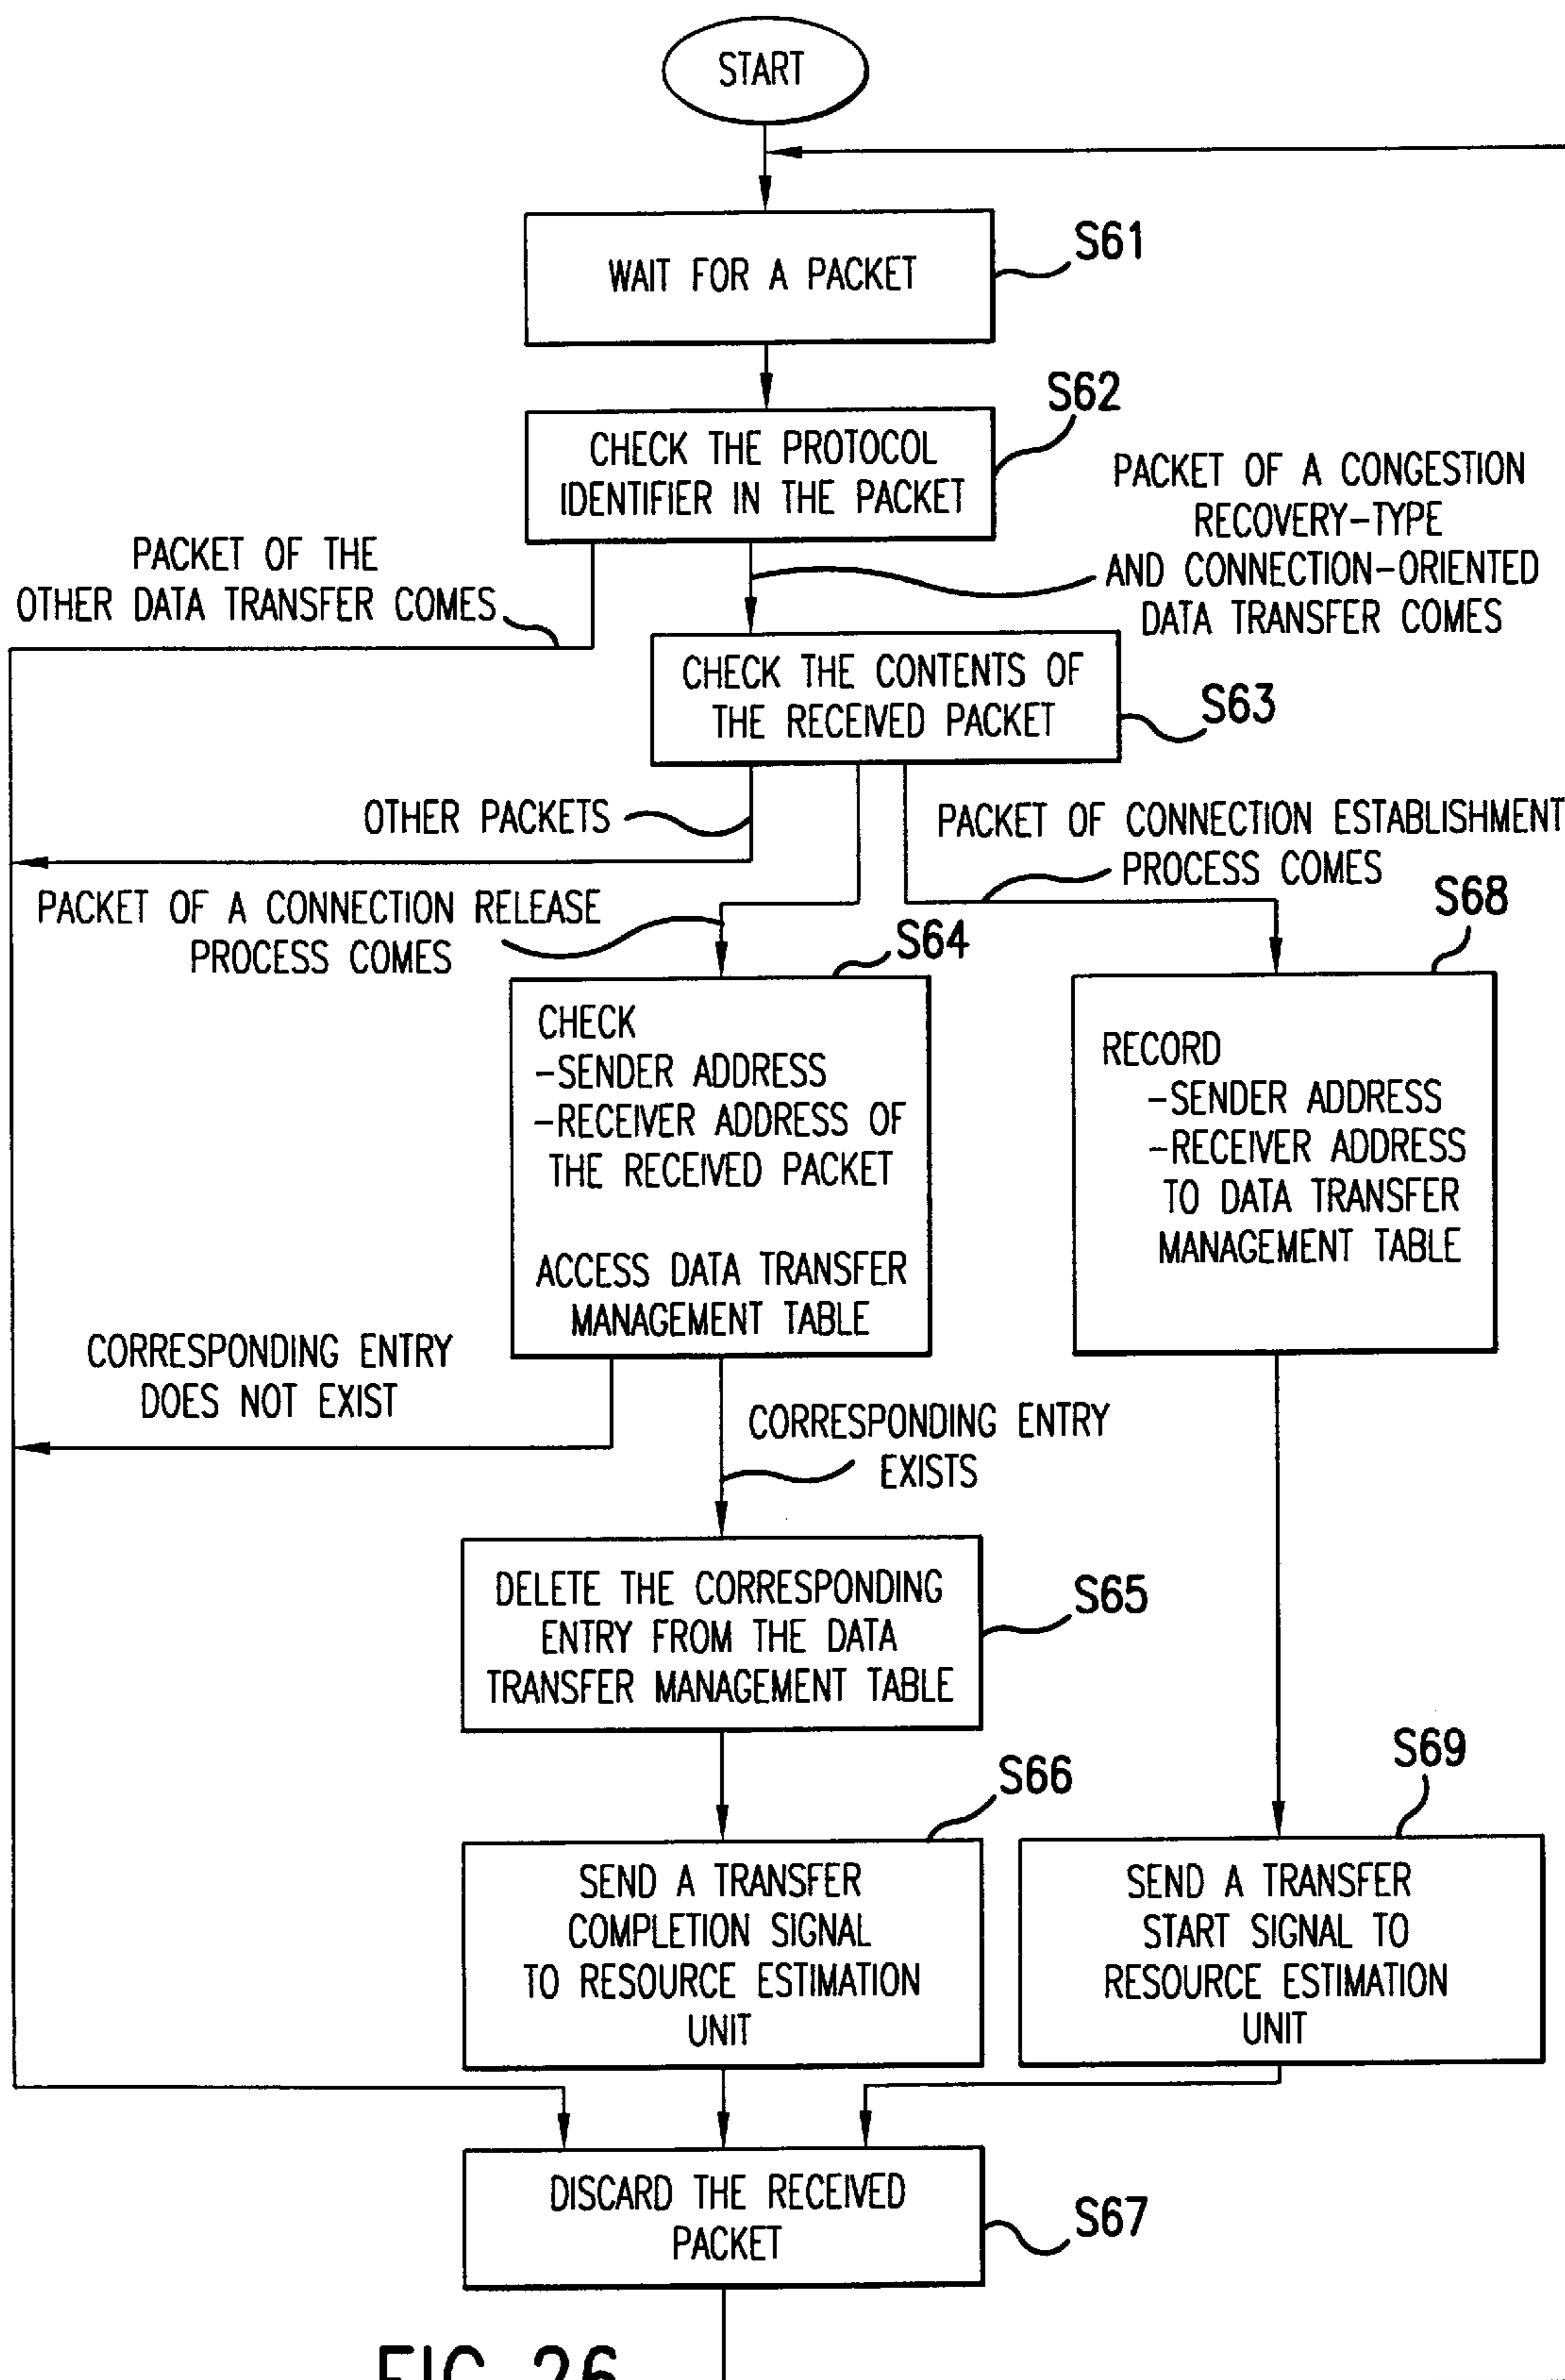 START
WAIT FOR A PACKET
S61
CHECK THE PROTOCOL
IDENTIFIER IN THE PACKET
S62
PACKET OF A CONGESTION
RECOVERY-TYPE
AND CONNECTION-ORIENTED
DATA TRANSFER COMES
PACKET OF THE
OTHER DATA TRANSFER COMES
CHECK THE CONTENTS OF
THE RECEIVED PACKET
S63
OTHER PACKETS
PACKET OF CONNECTION ESTABLISHMENT
PROCESS COMES
PACKET OF A CONNECTION RELEASE
PROCESS COMES
S64
S68
CHECK
-SENDER ADDRESS
-RECEIVER ADDRESS OF
THE RECEIVED PACKET
ACCESS DATA TRANSFER
MANAGEMENT TABLE
RECORD
-SENDER ADDRESS
-RECEIVER ADDRESS
TO DATA TRANSFER
MANAGEMENT TABLE
CORRESPONDING ENTRY
DOES NOT EXIST
CORRESPONDING ENTRY
EXISTS
DELETE THE CORRESPONDING
ENTRY FROM THE DATA
TRANSFER MANAGEMENT TABLE
S65
S66
S69
SEND A TRANSFER
COMPLETION SIGNAL
TO RESOURCE ESTIMATION
UNIT
SEND A TRANSFER
START SIGNAL TO
RESOURCE ESTIMATION
UNIT
DISCARD THE RECEIVED
PACKET
S67
FIG. 26